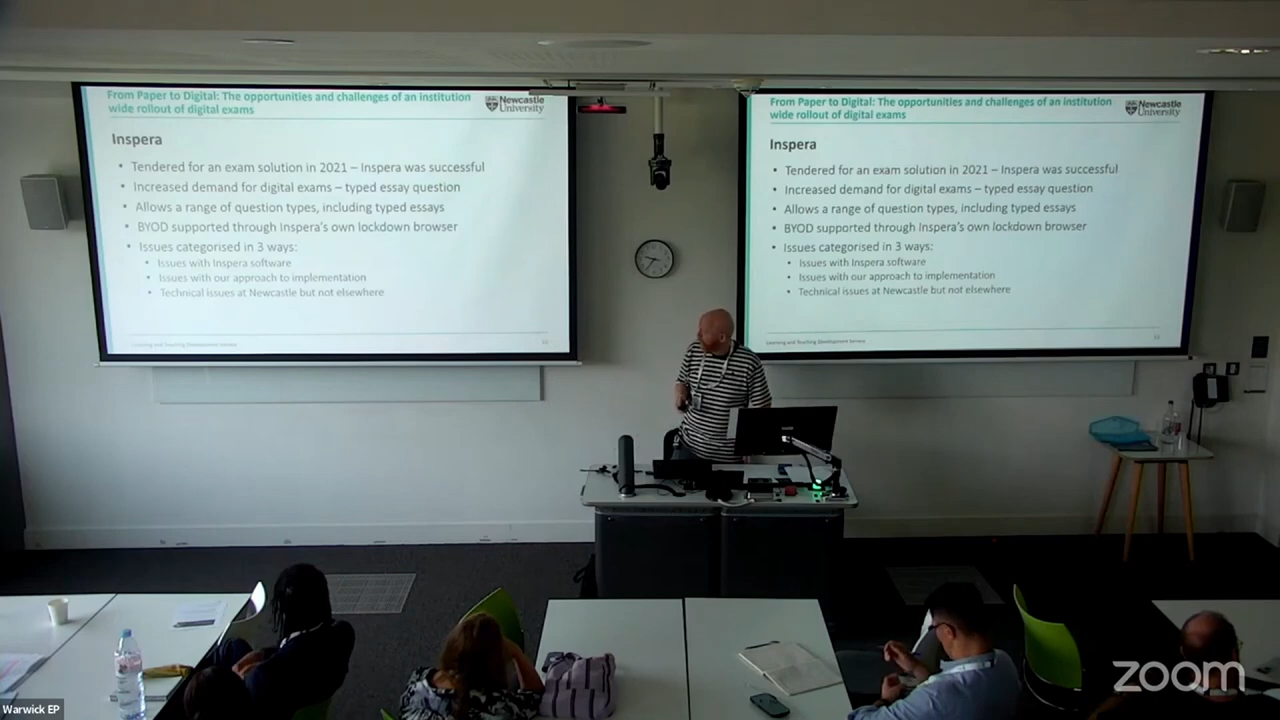 From Paper to Digital: The opportunities and challenges of an institution
wide rollout of digital exams
Newcastle
University
Inspera
• Tendered for an exam solution in 2021 – Inspera was successful
• Increased demand for digital exams – typed essay question
• Allows a range of question types, including typed essays
• BYOD supported through Inspera's own lockdown browser
• Issues categorised in 3 ways:
• Issues with Inspera software
• Issues with our approach to implementation
• Technical issues at Newcastle but not elsewhere
Learning and Teaching Development Service
From Paper to Digital: The opportunities and challenges of an institution
wide rollout of digital exams
Newcastle
University
Inspera
• Tendered for an exam solution in 2021 – Inspera was successful
• Increased demand for digital exams – typed essay question
• Allows a range of question types, including typed essays
• BYOD supported through Inspera's own lockdown browser
• Issues categorised in 3 ways:
• Issues with Inspera software
• Issues with our approach to implementation
• Technical issues at Newcastle but not elsewhere
Learning and Teaching Development Service
zoom
Warwick EP